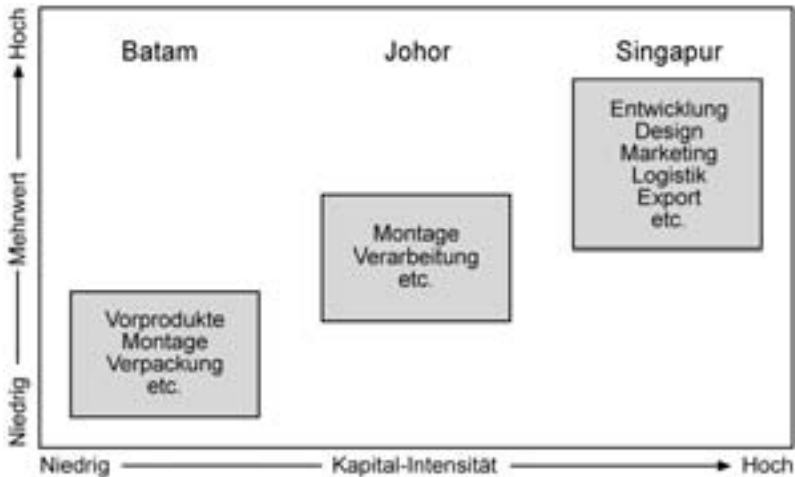 Batam
Johor
Singapur
Entwicklung
Design
Marketing
Logistik
Export
etc.
Montage
Verarbeitung
etc.
Vorprodukte
Montage
Verpackung
etc.
Niedrig
Mehrwert
Hoch
Niedrig
Kapital-Intensität
Hoch